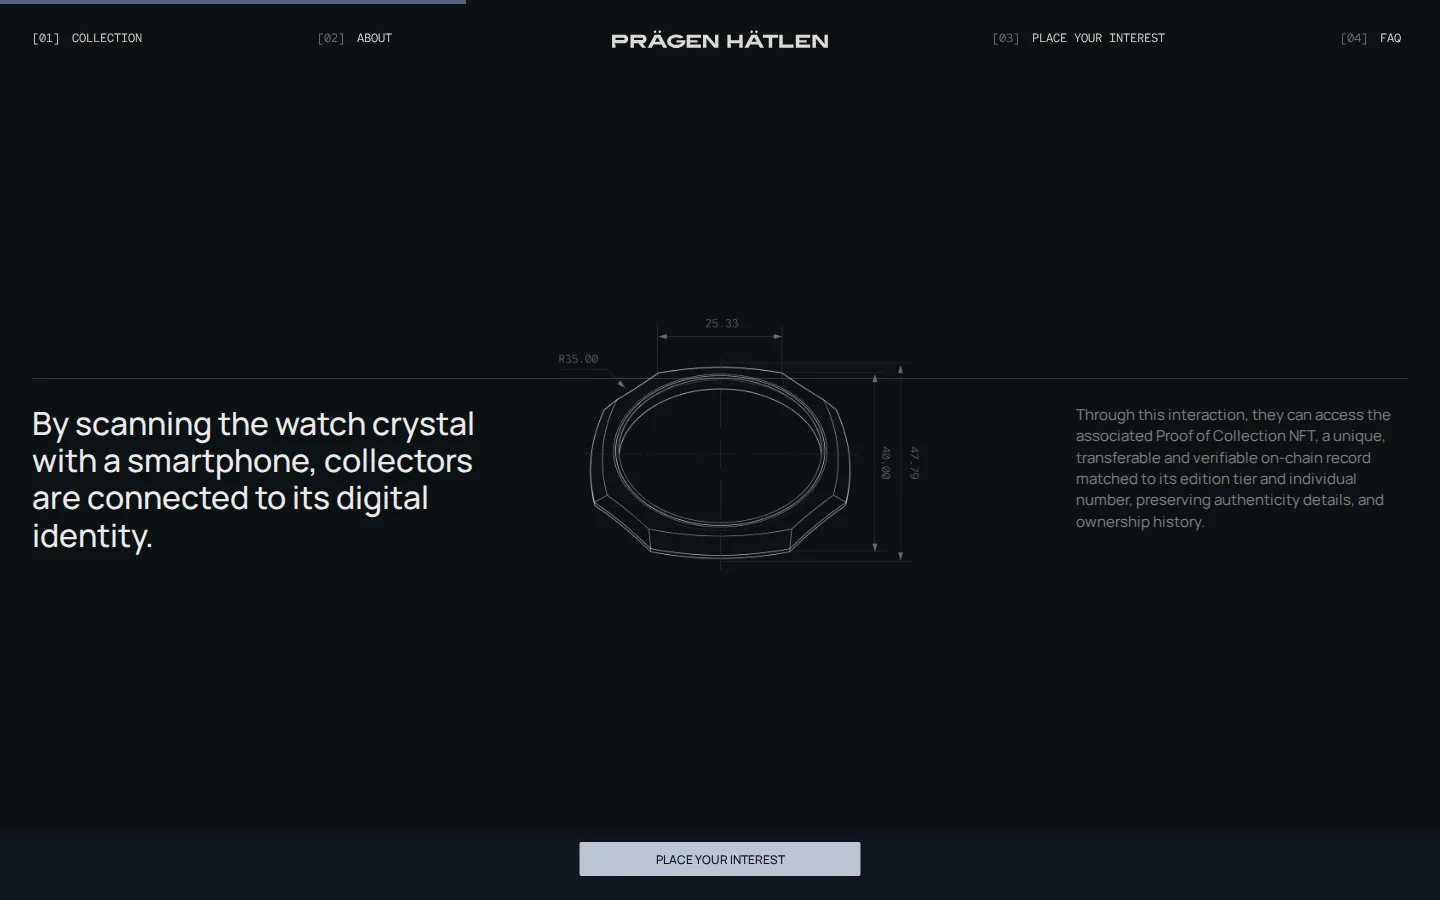 [01] COLLECTION
[02] ABOUT
PRÄGEN HÄTLEN
[03] PLACE YOUR INTEREST
[04] FAQ
25.33
R35.00
40.00
47.79
By scanning the watch crystal
with a smartphone, collectors
are connected to its digital
identity.
Through this interaction, they can access the
associated Proof of Collection NFT, a unique,
transferable and verifiable on-chain record
matched to its edition tier and individual
number, preserving authenticity details, and
ownership history.
PLACE YOUR INTEREST